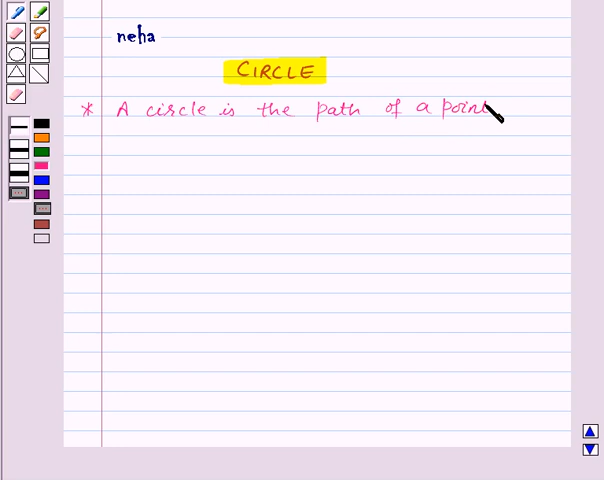 neha
CIRCLE
* A circle is the path of a point